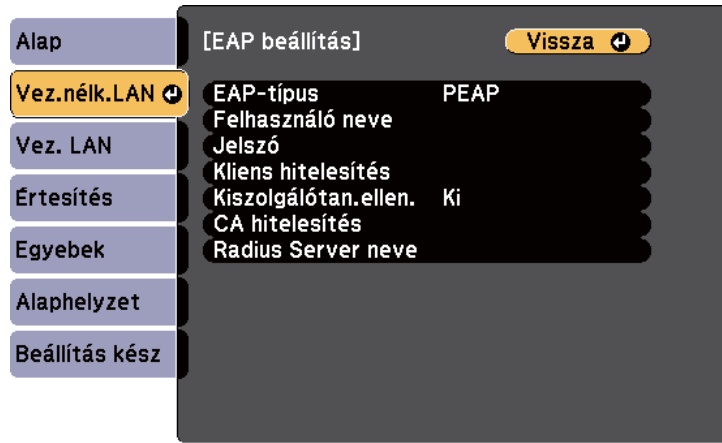 Alap
Vez.nélk.LAN
Vez. LAN
Értesítés
Egyebek
Alaphelyzet
Beállítás kész
[EAP beállítás]
Vissza
EAP-típus PEAP
Felhasználó neve
Jelszó
Kliens hitelesítés
Kiszolgálótan.ellen. Ki
CA hitelesítés
Radius Server neve